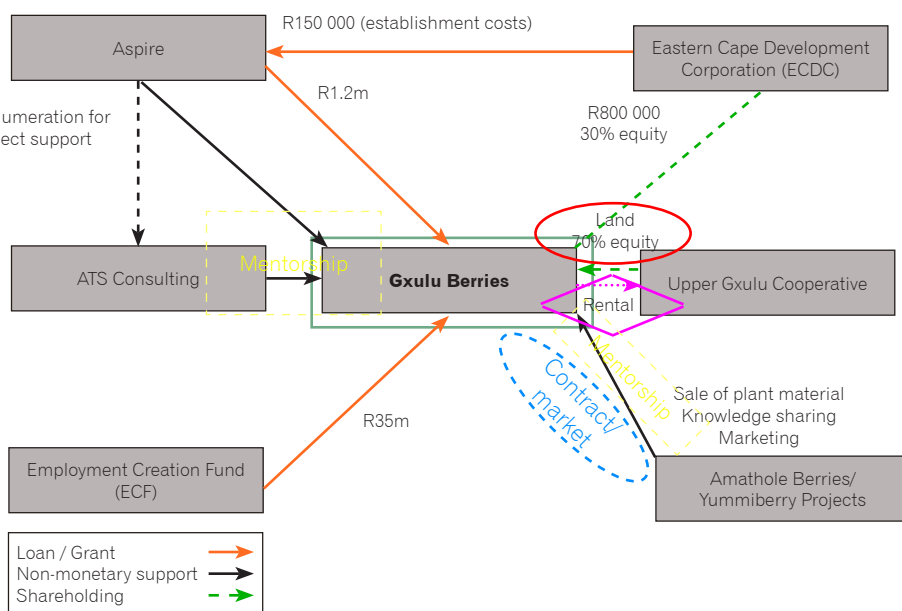 R150 000 (establishment costs)
Aspire
Eastern Cape Development
Corporation (ECDC)
R1.2m
R800 000
30% equity
umeration for
ect support
Land
70% equity
ATS Consulting
Mentorship
Gxulu Berries
Upper Gxulu Cooperative
Rental
Mentorship
Contract/
market
Sale of plant material
Knowledge sharing
Marketing
R35m
Employment Creation Fund
(ECF)
Amathole Berries/
Yummiberry Projects
Loan / Grant
Non-monetary support
Shareholding